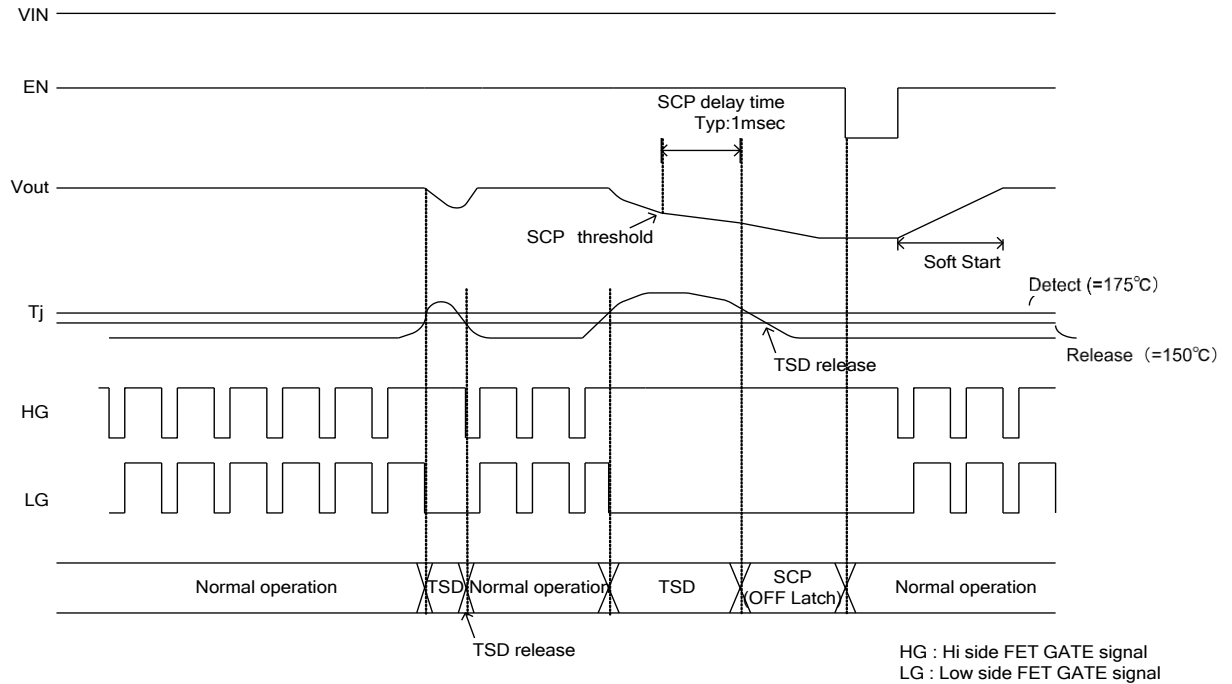 VIN
EN
SCP delay time
Typ:1msec
Vout
SCP threshold
Soft Start
Detect (=175℃)
Tj
TSD release
Release (=150℃)
HG
LG
Normal operation
TSD
Normal operation
TSD
SCP
(OFF Latch)
Normal operation
TSD release
HG : Hi side FET GATE signal
LG : Low side FET GATE signal